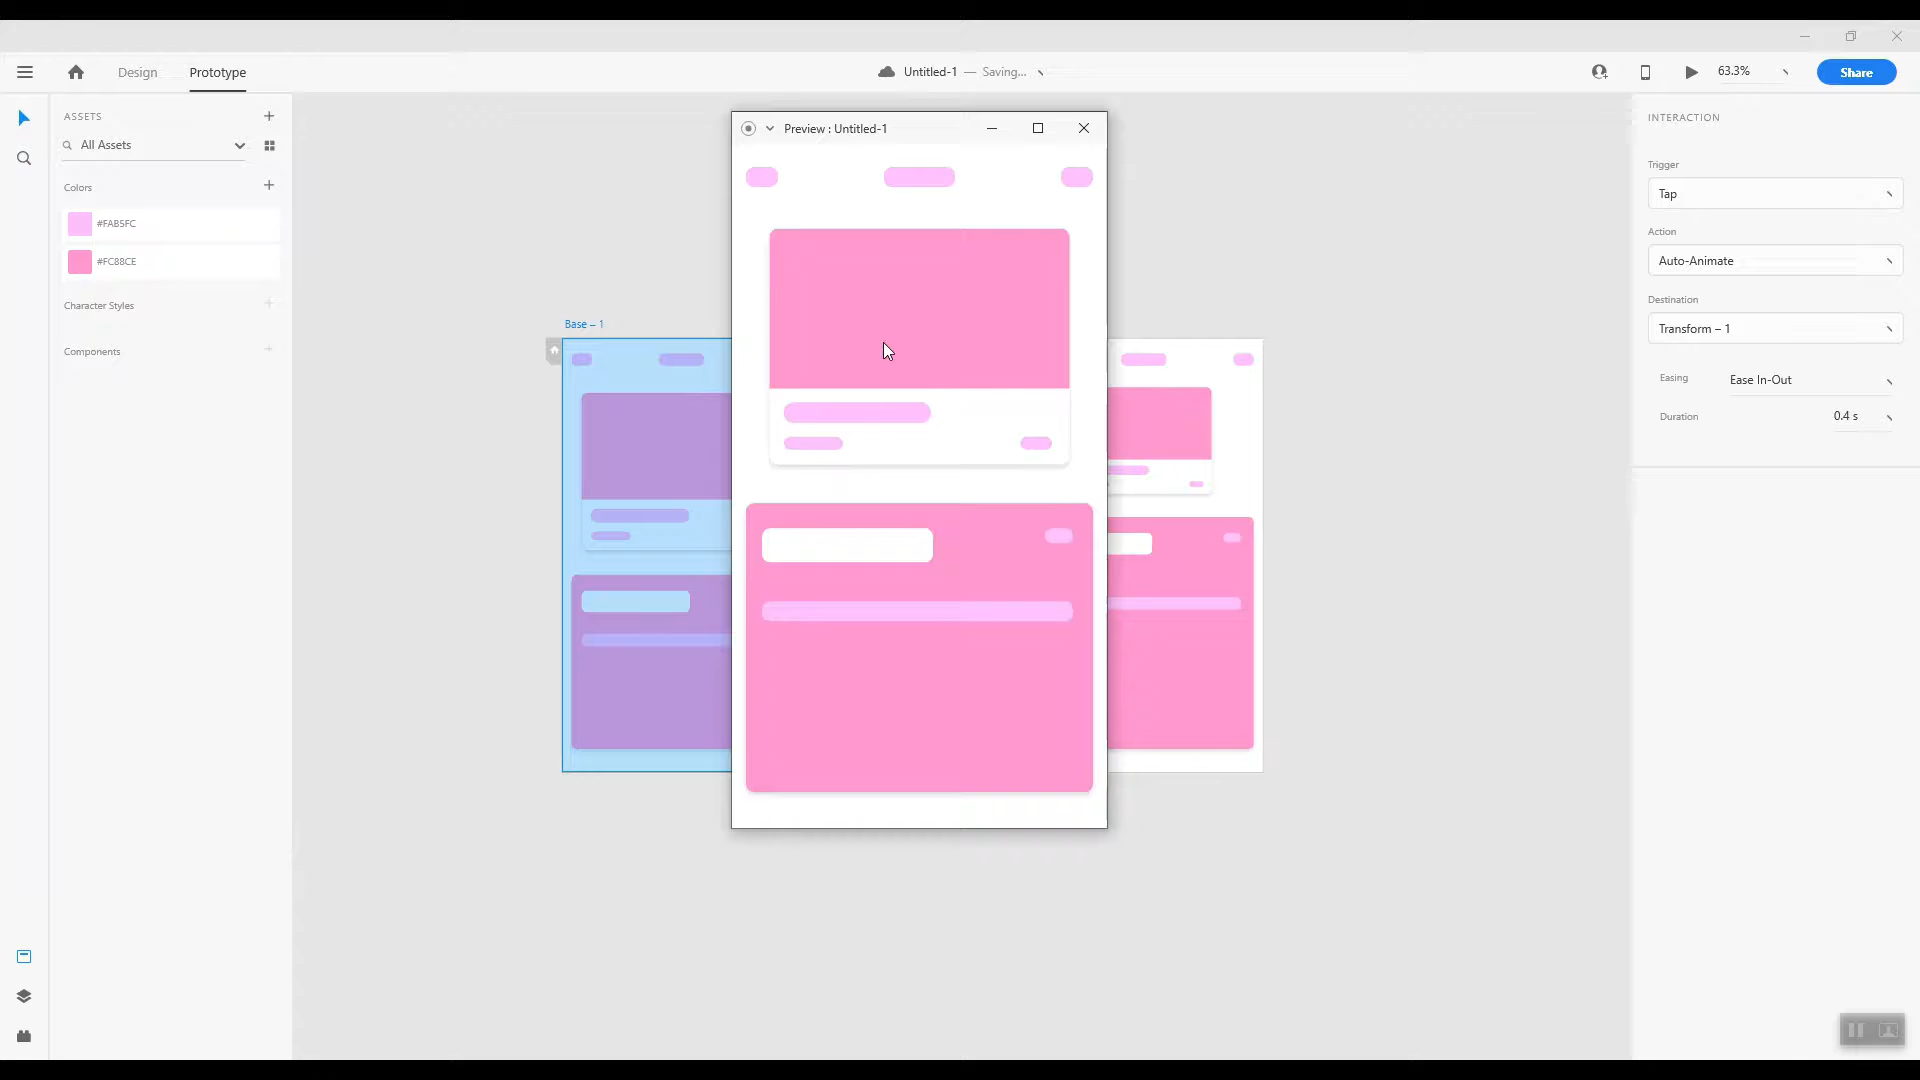 Design
Prototype
Untitled-1 — Saving...
63.3%
Share
ASSETS
All Assets
Colors
#FAB5FC
#FC88CE
Character Styles
Components
Base – 1
Preview : Untitled-1
INTERACTION
Trigger
Tap
Action
Auto-Animate
Destination
Transform – 1
Easing
Ease In-Out
Duration
0.4 s